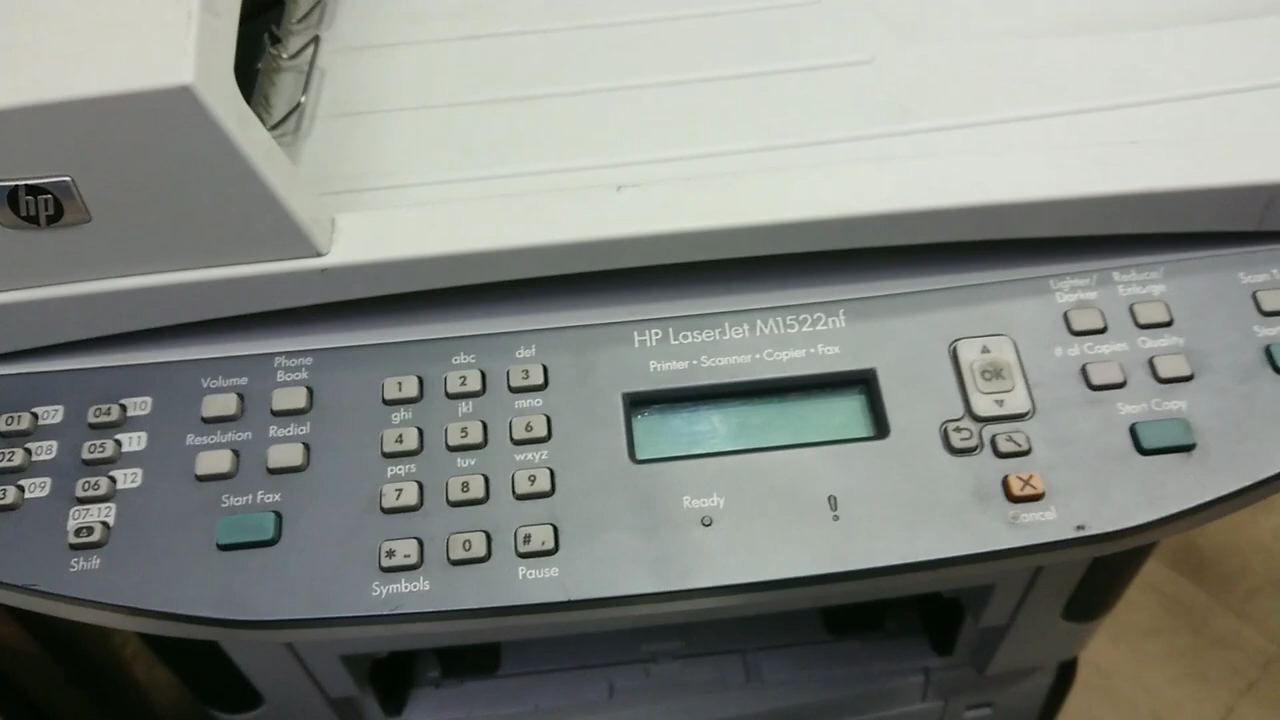 hp
HP LaserJet M1522nf
Printer • Scanner • Copier • Fax
01 07 04 10
02 08 05 11
3 09 06 12
07-12
Shift
Volume Phone Book
Resolution Redial
Start Fax
abc def
1 2 3
ghi jkl mno
4 5 6
pqrs tuv wxyz
7 8 9
* 0 # ,
Symbols Pause
Ready !
OK
Cancel
Lighter/ Darker Reduce/ Enlarge
# of Copies Quality
Start Copy
Scan T
Star